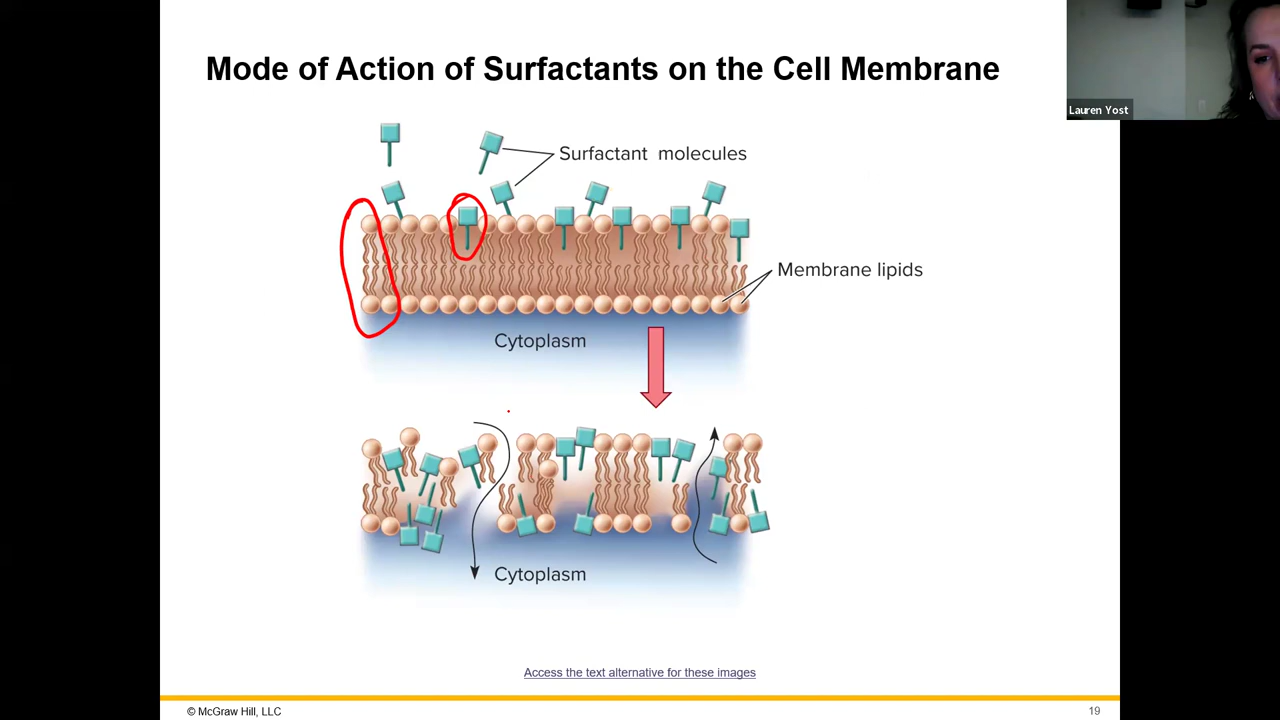 Mode of Action of Surfactants on the Cell Membrane
Lauren Yost
Surfactant molecules
Membrane lipids
Cytoplasm
Cytoplasm
Access the text alternative for these images
© McGraw Hill, LLC
19